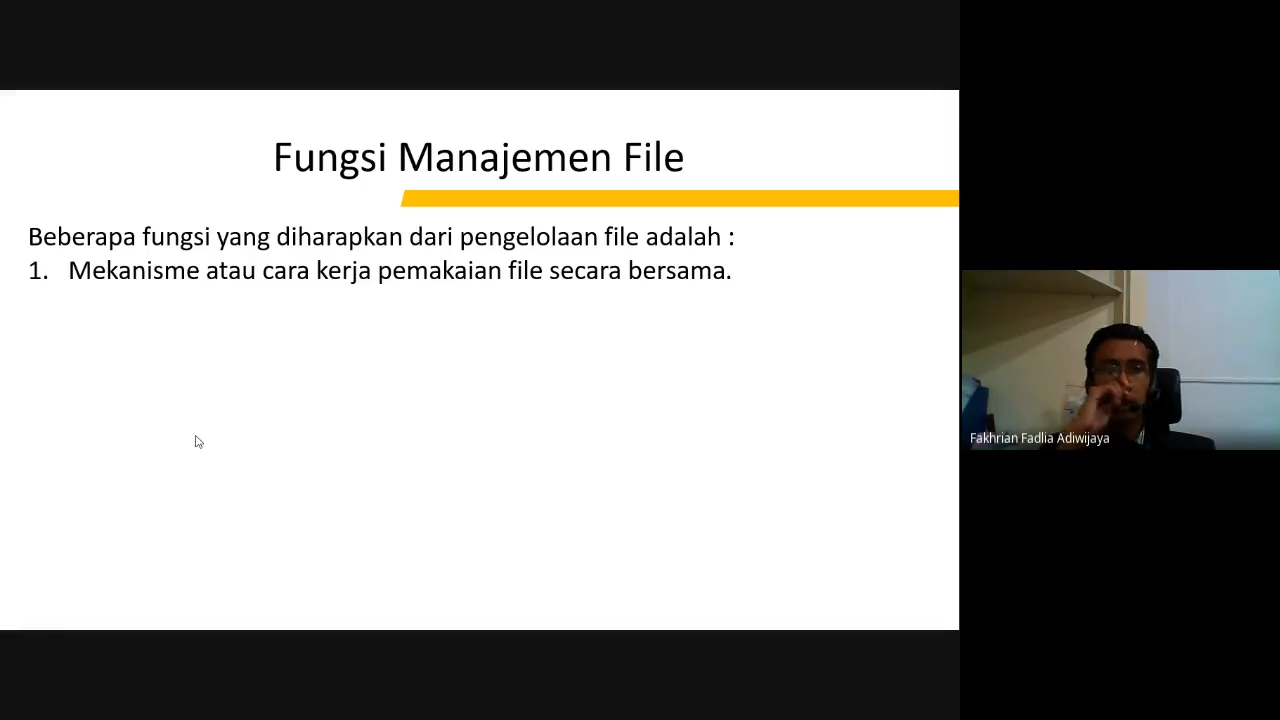 Fungsi Manajemen File
Beberapa fungsi yang diharapkan dari pengelolaan file adalah :
1. Mekanisme atau cara kerja pemakaian file secara bersama.
Fakhrian Fadlia Adiwijaya